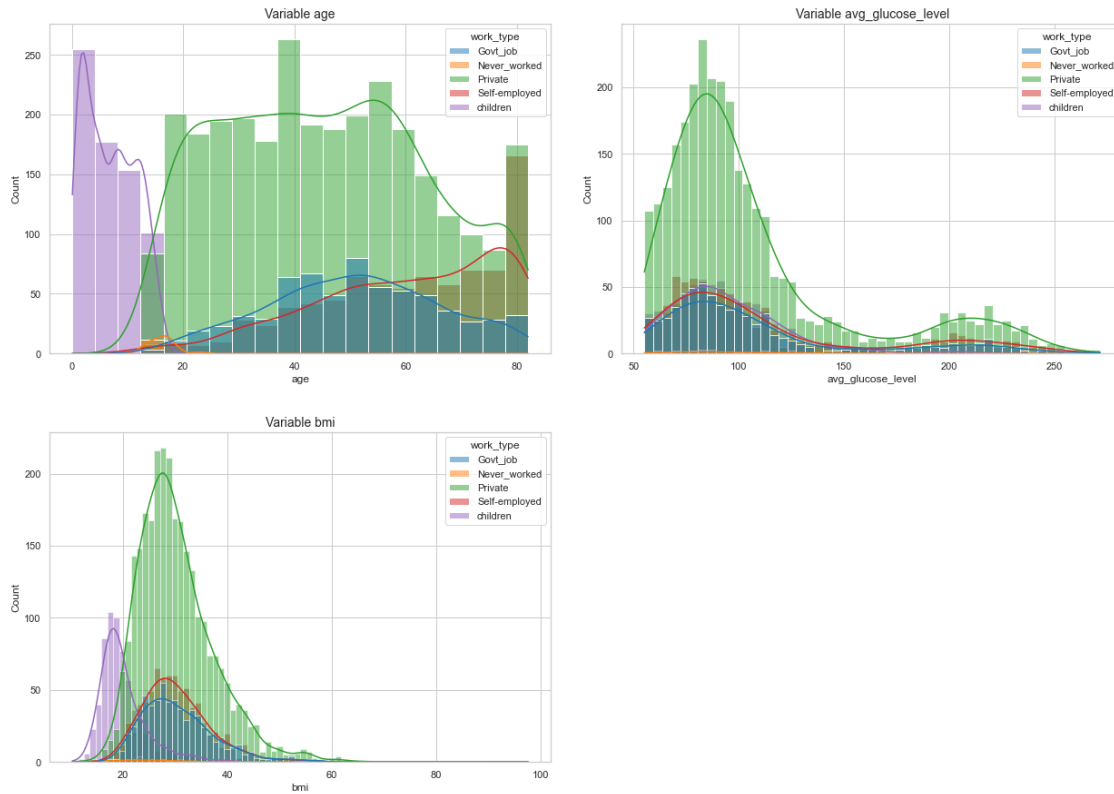 Variable age
work_type
Govt_job
Never_worked
Private
Self-employed
children
250
200
150
100
50
0
Count
0
20
40
60
80
age
Variable avg_glucose_level
work_type
Govt_job
Never_worked
Private
Self-employed
children
200
150
100
50
0
Count
50
100
150
200
250
avg_glucose_level
Variable bmi
work_type
Govt_job
Never_worked
Private
Self-employed
children
200
150
100
50
0
Count
20
40
60
80
100
bmi